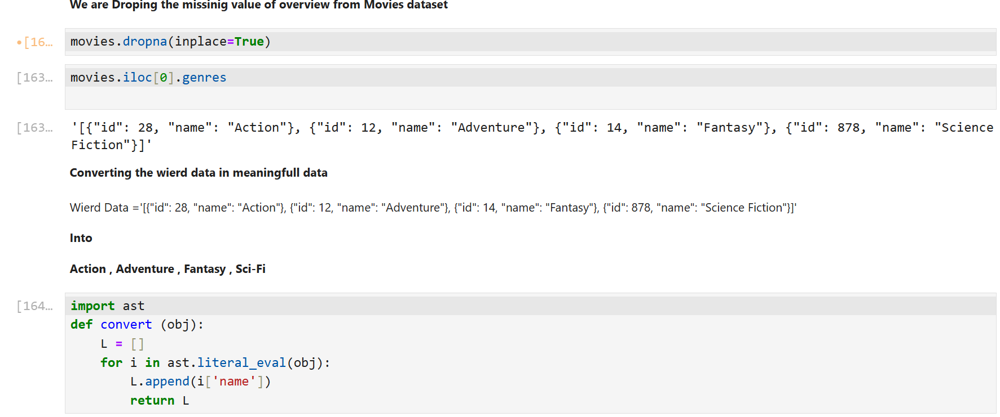 We are Droping the missinig value of overview from Movies dataset
•[16…
movies.dropna(inplace=True)
[163…
movies.iloc[0].genres
[163…
'[{"id": 28, "name": "Action"}, {"id": 12, "name": "Adventure"}, {"id": 14, "name": "Fantasy"}, {"id": 878, "name": "Science
Fiction"}]'
Converting the wierd data in meaningfull data
Wierd Data ='[{"id": 28, "name": "Action"}, {"id": 12, "name": "Adventure"}, {"id": 14, "name": "Fantasy"}, {"id": 878, "name": "Science Fiction"}]'
Into
Action , Adventure , Fantasy , Sci-Fi
[164…
import ast
def convert (obj):
    L = []
    for i in ast.literal_eval(obj):
        L.append(i['name'])
        return L